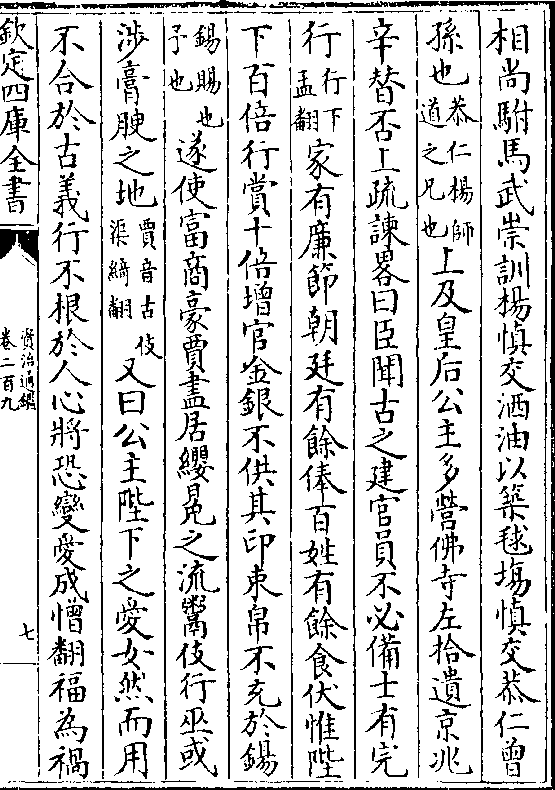 相尚駙馬武崇訓楊慎交洒油以築毬塲慎交恭仁曾
孫也恭仁楊師道之兄也上及皇后公主多營佛寺左拾遺京兆
辛替否上疏諫畧曰臣聞古之建官員不必備士有完
行行下孟翻家有廉節朝廷有餘俸百姓有餘食伏惟陛
下百倍行賞十倍增官金銀不供其印束帛不充於錫
錫賜也予也遂使富商豪賈盡居纓冕之流鬻伎行巫或
涉膏腴之地賈音古伎渠綺翻又曰公主陛下之愛女然而用
不合於古義行不根於人心將恐變愛成憎翻福為禍
欽定四庫全書
資治通鑑
卷二百九
七